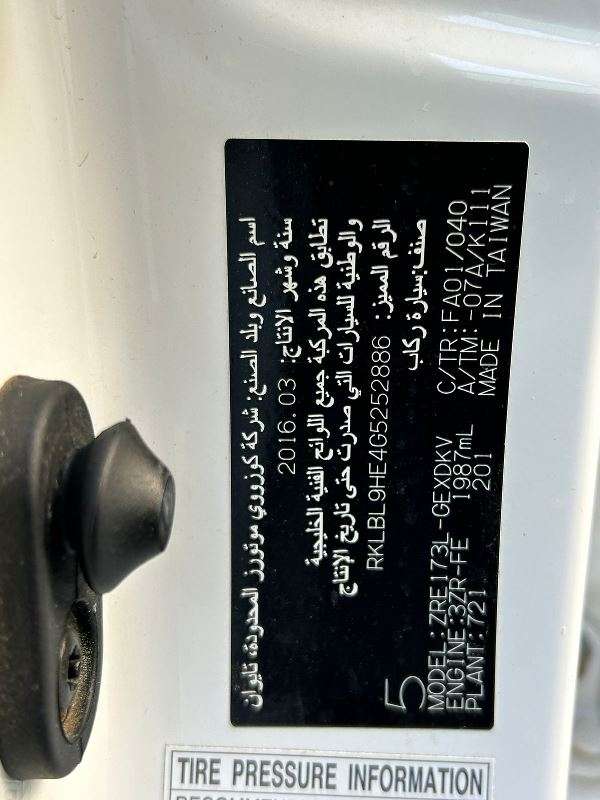 اسم الصانع وبلد الصنع: شركة كوزوروي موتورز المحدودة، تايوان
سنة وشهر الانتاج: 2016.03
تطابق هذه المركبة جميع اللوائح الفنية الخليجية
والوطنية للسيارات التي صدرت حتى تاريخ الإنتاج
الرقم المميز: RKLBL9HE4G5252886
صنف:سيارة ركاب
5
MODEL:ZRE173L-GEXDKV C/TR:FA01/040
ENGINE:3ZR-FE 1987mL A/TM:-07A/K111
PLANT:721 201 MADE IN TAIWAN
TIRE PRESSURE INFORMATION